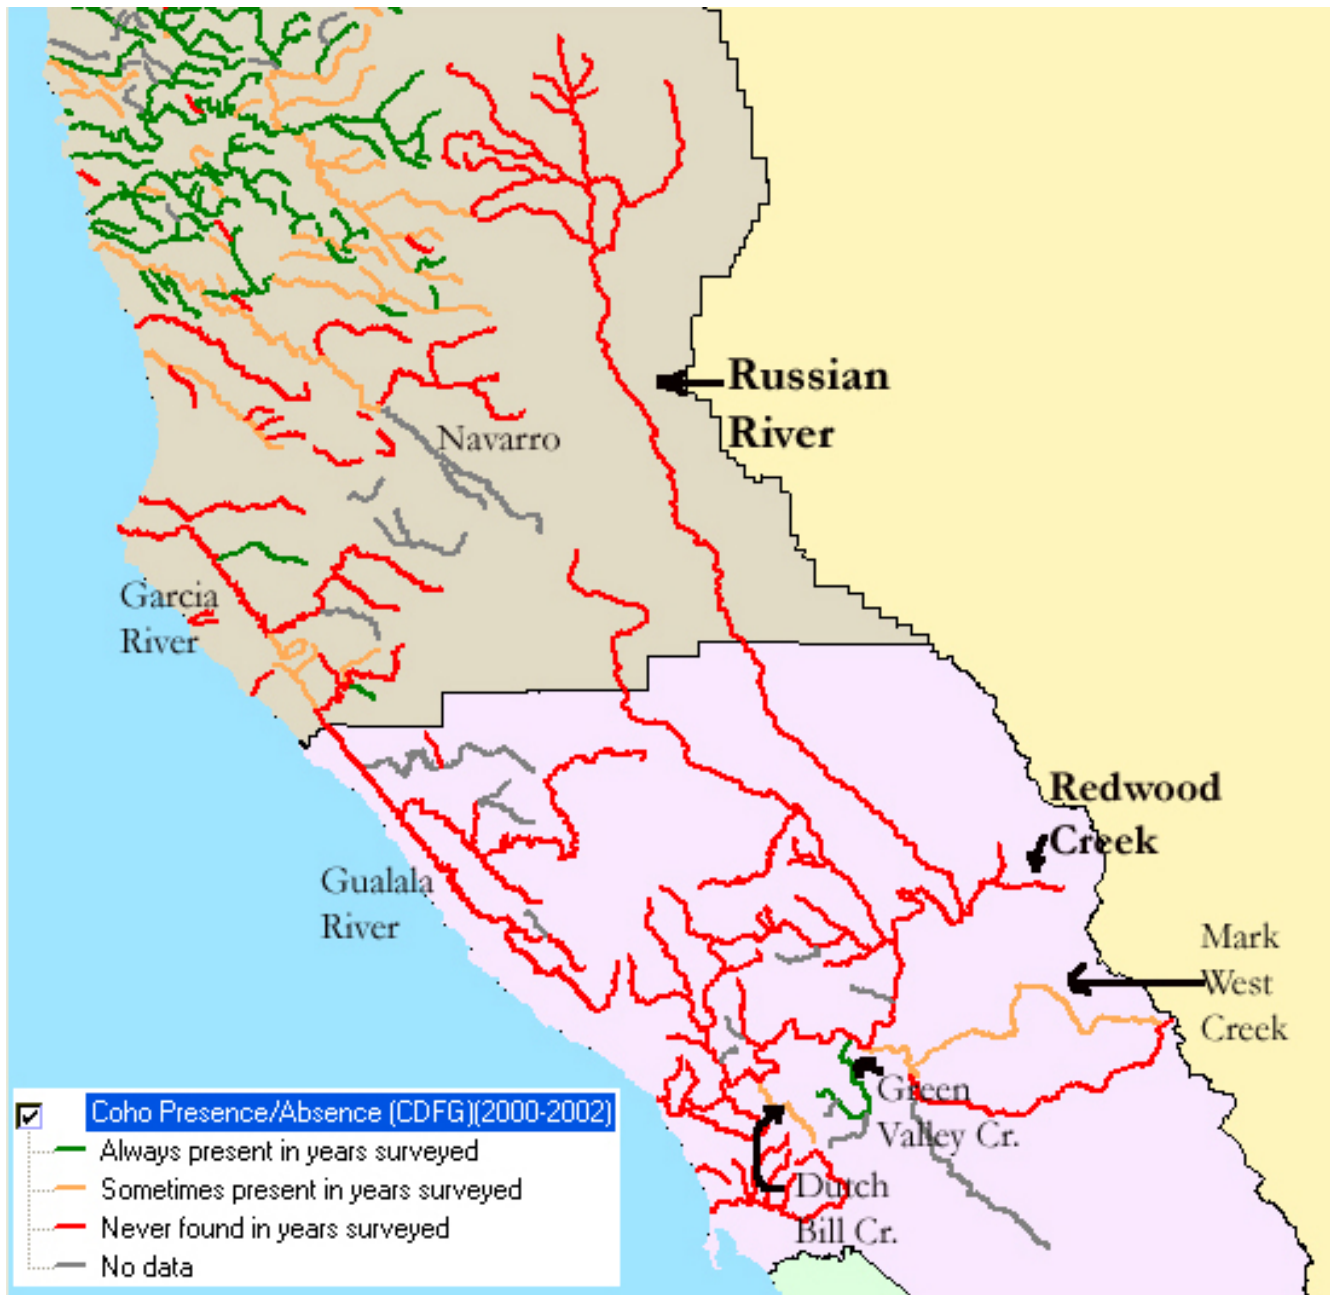 Russian
River
Navarro
Garcia
River
Redwood
Creek
Gualala
River
Mark
West
Creek
Green
Valley Cr.
Dutch
Bill Cr.
Coho Presence/Absence (CDFG)(2000-2002)
Always present in years surveyed
Sometimes present in years surveyed
Never found in years surveyed
No data